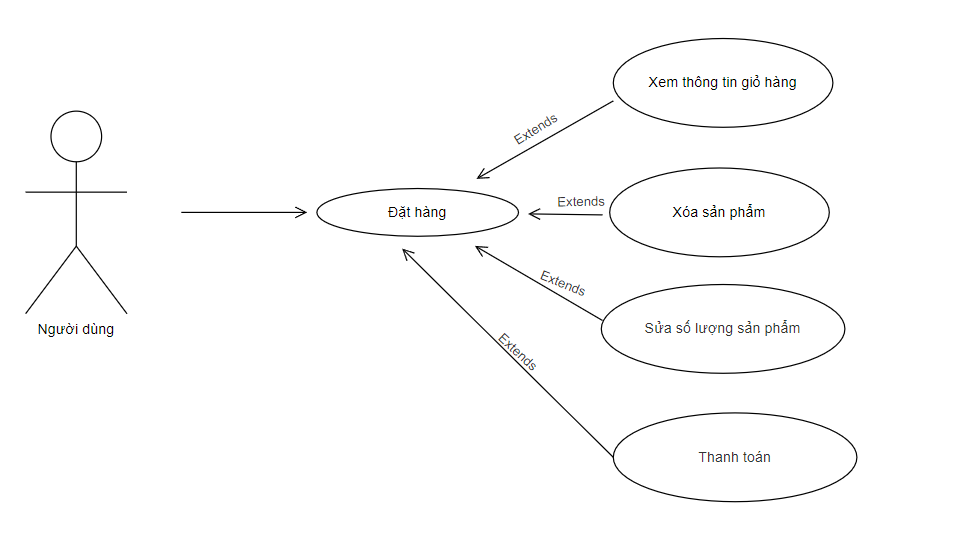 Xem thông tin giỏ hàng
Extends
Extends
Xóa sản phẩm
Đặt hàng
Extends
Sửa số lượng sản phẩm
Người dùng
Extends
Thanh toán